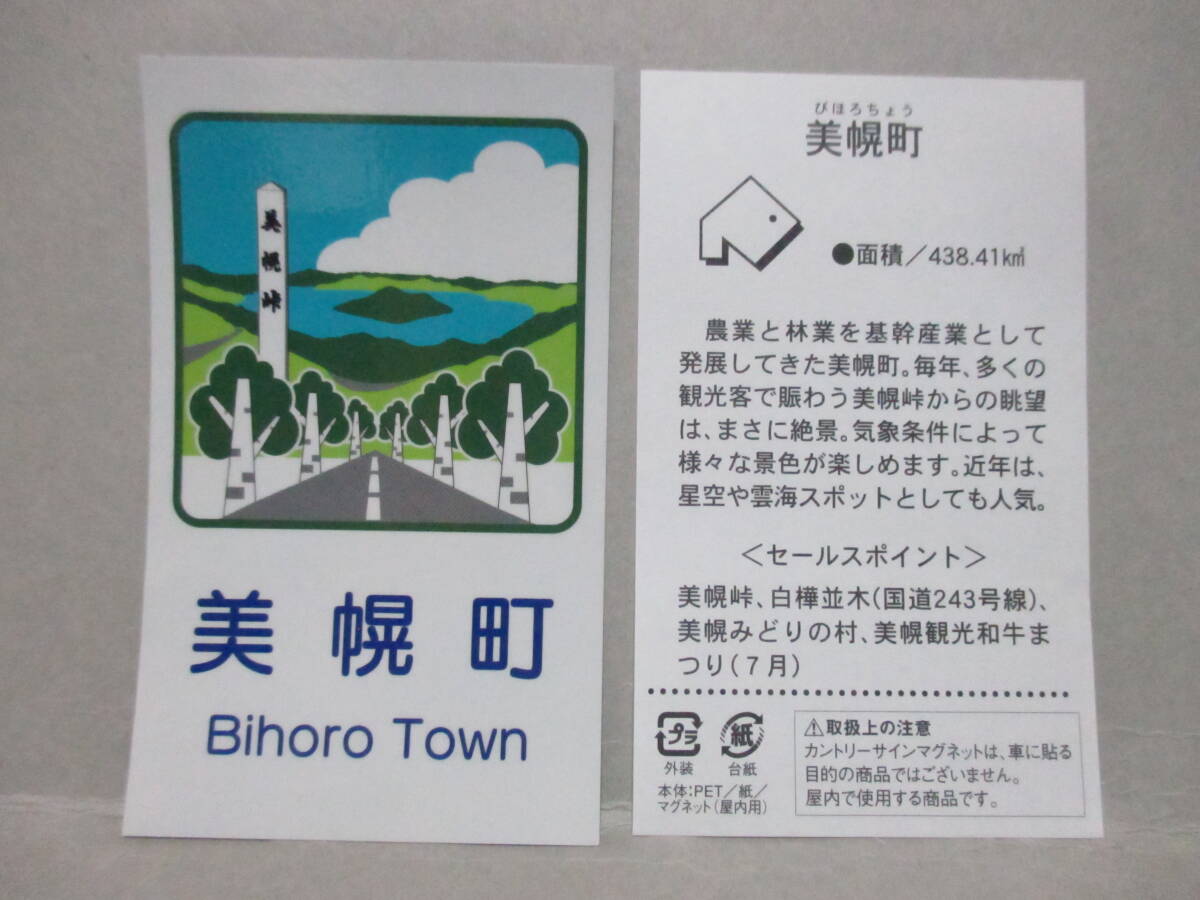 美幌峠
美幌町
Bihoro Town
びほろちょう
美幌町
●面積／438.41k㎡
農業と林業を基幹産業として
発展してきた美幌町。毎年、多くの
観光客で賑わう美幌峠からの眺望
は、まさに絶景。気象条件によって
様々な景色が楽しめます。近年は、
星空や雲海スポットとしても人気。
＜セールスポイント＞
美幌峠、白樺並木(国道243号線)、
美幌みどりの村、美幌観光和牛ま
つり(7月)
プラ
外装
紙
台紙
本体:PET／紙／
マグネット(屋内用)
⚠取扱上の注意
カントリーサインマグネットは、車に貼る
目的の商品ではございません。
屋内で使用する商品です。